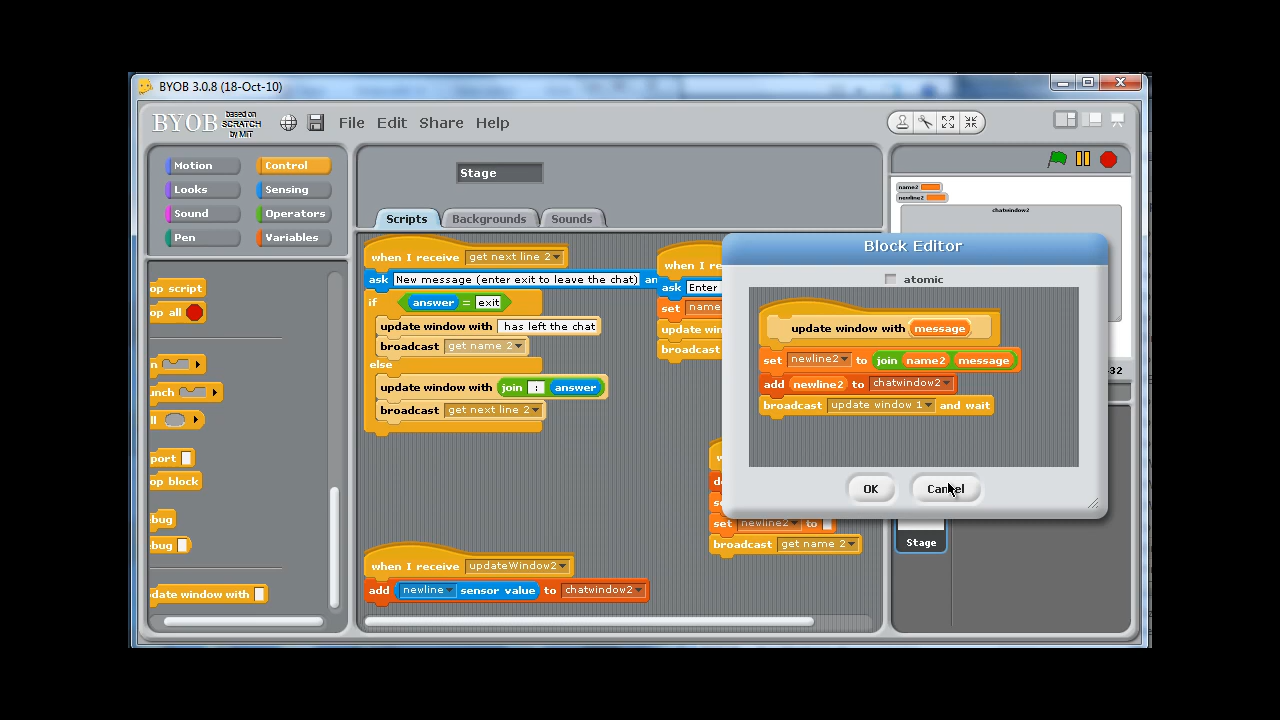 BYOB 3.0.8 (18-Oct-10)
BYOB based on SCRATCH by MIT File Edit Share Help
Motion Control
Looks Sensing
Sound Operators
Pen Variables
op script
op all
port
op block
ebug
ebug
date window with
Stage
Scripts Backgrounds Sounds
when I receive get next line 2
ask New message (enter exit to leave the chat) an
if answer = exit
update window with has left the chat
broadcast get name 2
else
update window with join : answer
broadcast get next line 2
when I receive updateWindow2
add newline sensor value to chatwindow2
when I re
ask Enter
set name
update win
broadcast
set newline2 to
broadcast get name 2
name2
newline2
chatwindow2
-32
Stage
Block Editor
atomic
update window with message
set newline2 to join name2 message
add newline2 to chatwindow2
broadcast update window 1 and wait
OK Cancel